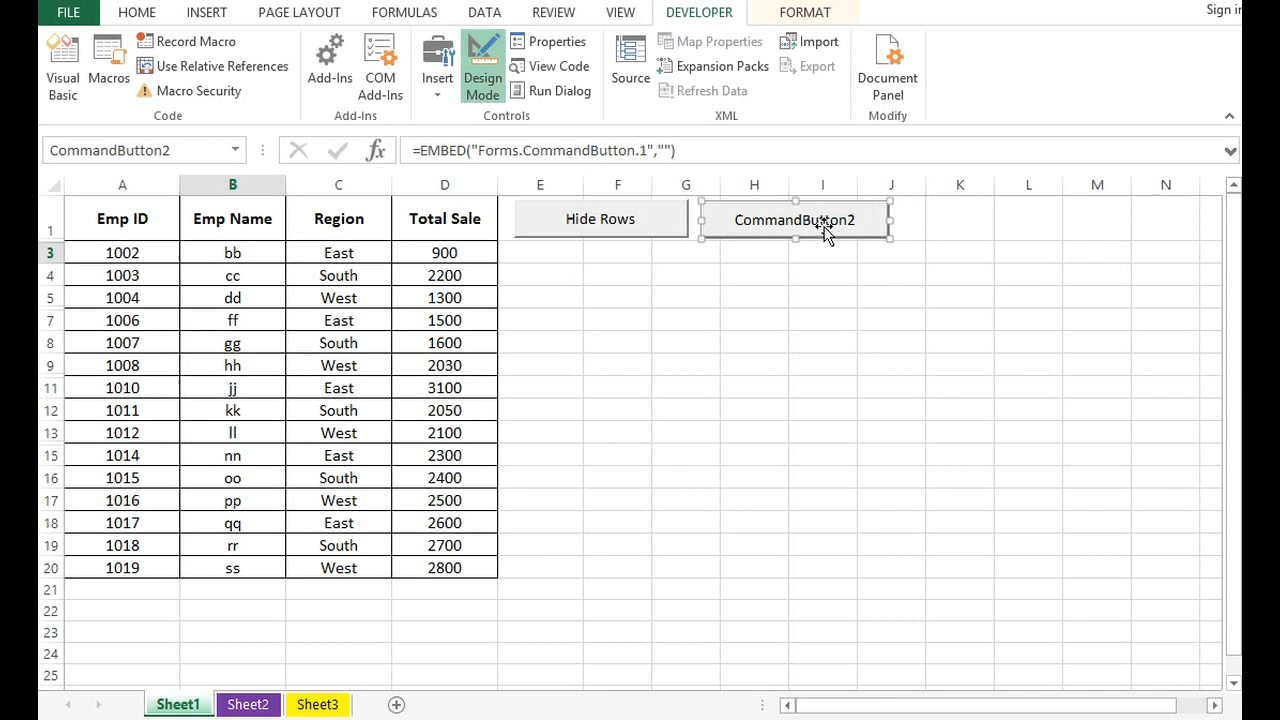 FILE HOME INSERT PAGE LAYOUT FORMULAS DATA REVIEW VIEW DEVELOPER FORMAT Sign in
Visual Basic
Macros
Record Macro
Use Relative References
Macro Security
Code
Add-Ins
COM Add-Ins
Add-Ins
Insert
Design Mode
Properties
View Code
Run Dialog
Controls
Source
Map Properties
Expansion Packs
Refresh Data
Import
Export
XML
Document Panel
Modify
CommandButton2 fx =EMBED("Forms.CommandButton.1","")
A B C D E F G H I J K L M N
1 Emp ID Emp Name Region Total Sale Hide Rows CommandButton2
3 1002 bb East 900
4 1003 cc South 2200
5 1004 dd West 1300
7 1006 ff East 1500
8 1007 gg South 1600
9 1008 hh West 2030
11 1010 jj East 3100
12 1011 kk South 2050
13 1012 ll West 2100
15 1014 nn East 2300
16 1015 oo South 2400
17 1016 pp West 2500
18 1017 qq East 2600
19 1018 rr South 2700
20 1019 ss West 2800
21
22
23
24
25
Sheet1 Sheet2 Sheet3